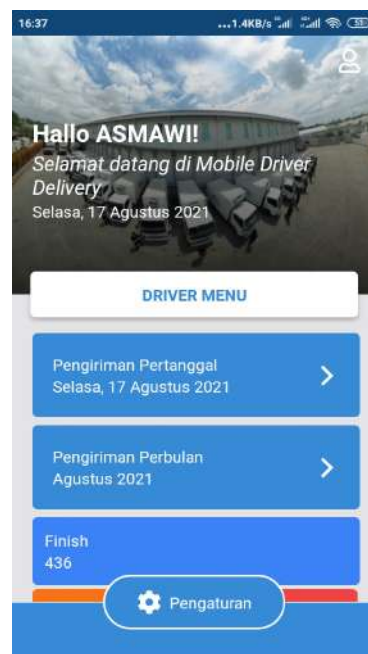 16:37
...1.4KB/s
51
Hallo ASMAWI!
Selamat datang di Mobile Driver
Delivery
Selasa, 17 Agustus 2021
DRIVER MENU
Pengiriman Pertanggal
Selasa, 17 Agustus 2021
Pengiriman Perbulan
Agustus 2021
Finish
436
Pengaturan